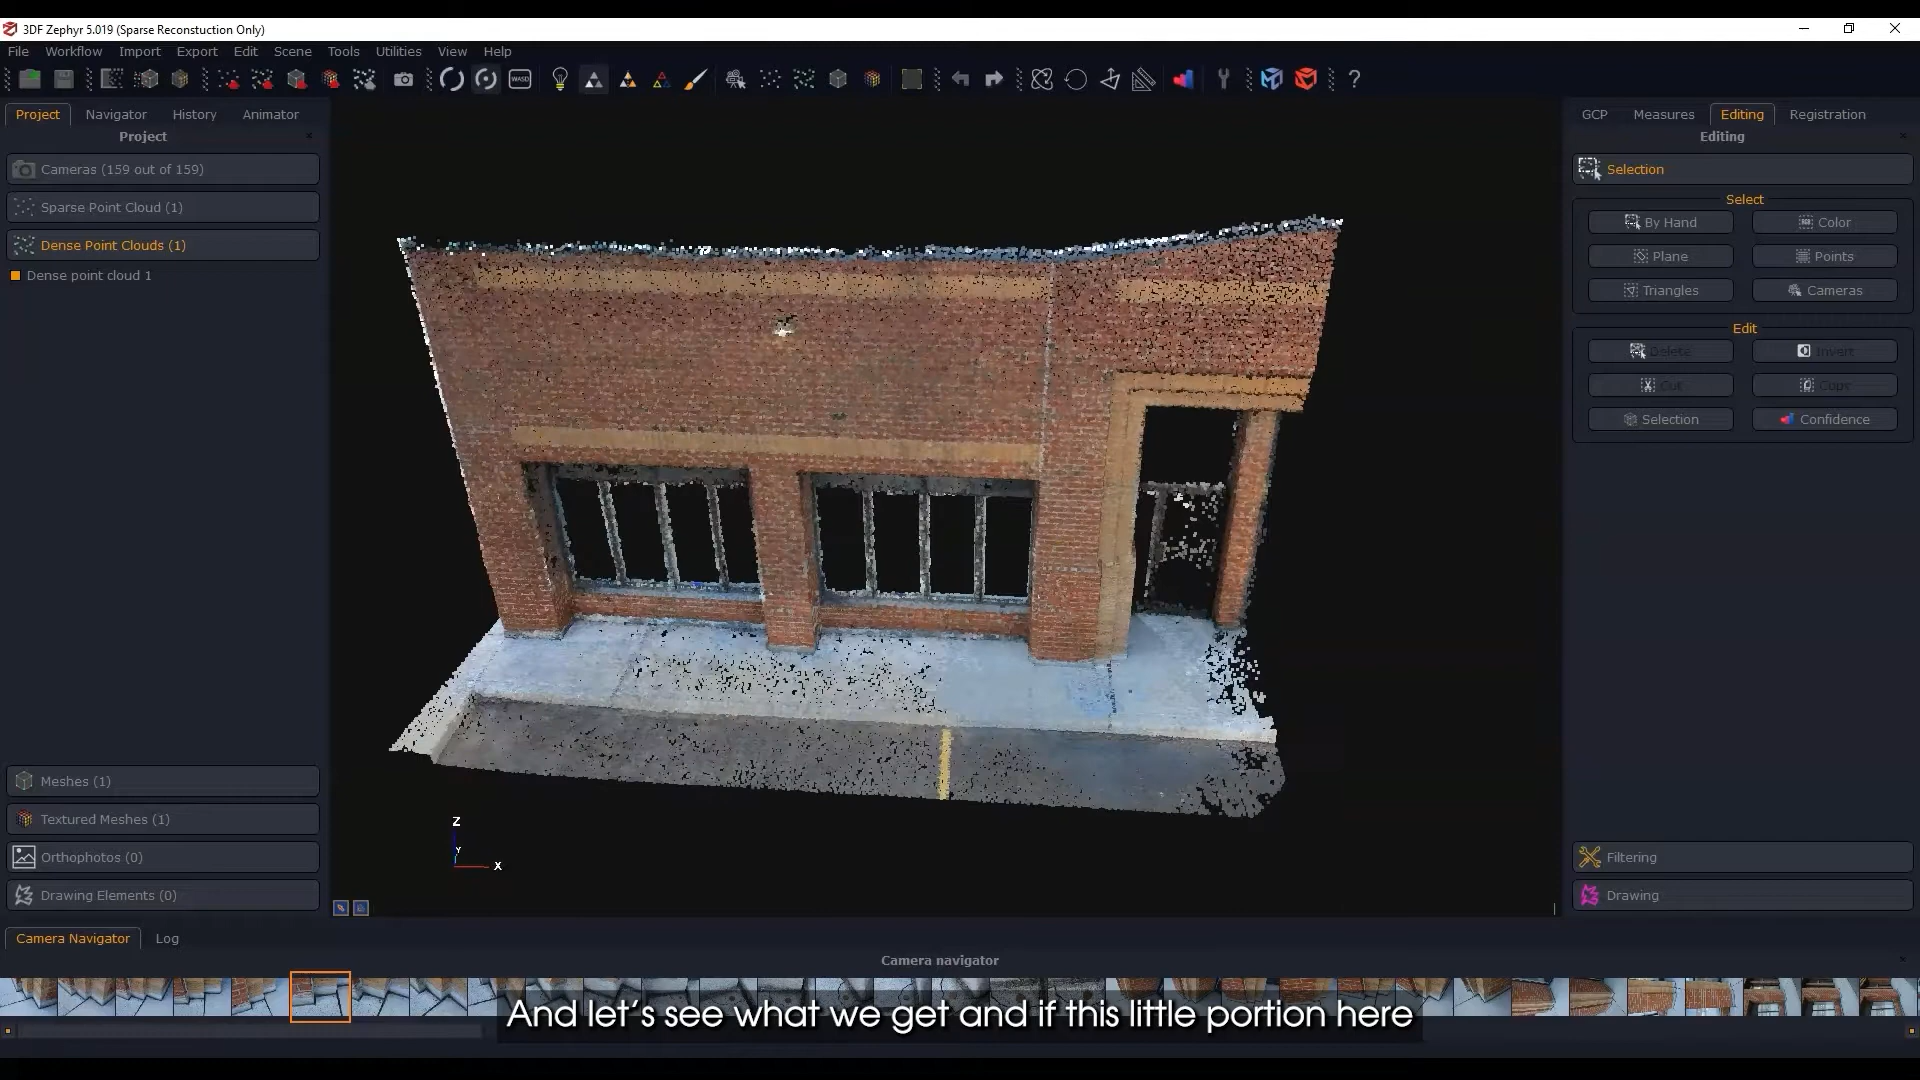 3DF Zephyr 5.019 (Sparse Reconstuction Only)
File Workflow Import Export Edit Scene Tools Utilities View Help
WASD
Project Navigator History Animator
Project
Cameras (159 out of 159)
Sparse Point Cloud (1)
Dense Point Clouds (1)
Dense point cloud 1
Meshes (1)
Textured Meshes (1)
Orthophotos (0)
Drawing Elements (0)
Z
Y
X
GCP Measures Editing Registration
Editing
Selection
Select
By Hand Color
Plane Points
Triangles Cameras
Edit
Delete Invert
Cut Copy
Selection Confidence
Filtering
Drawing
Camera Navigator Log
Camera navigator
And let's see what we get and if this little portion here